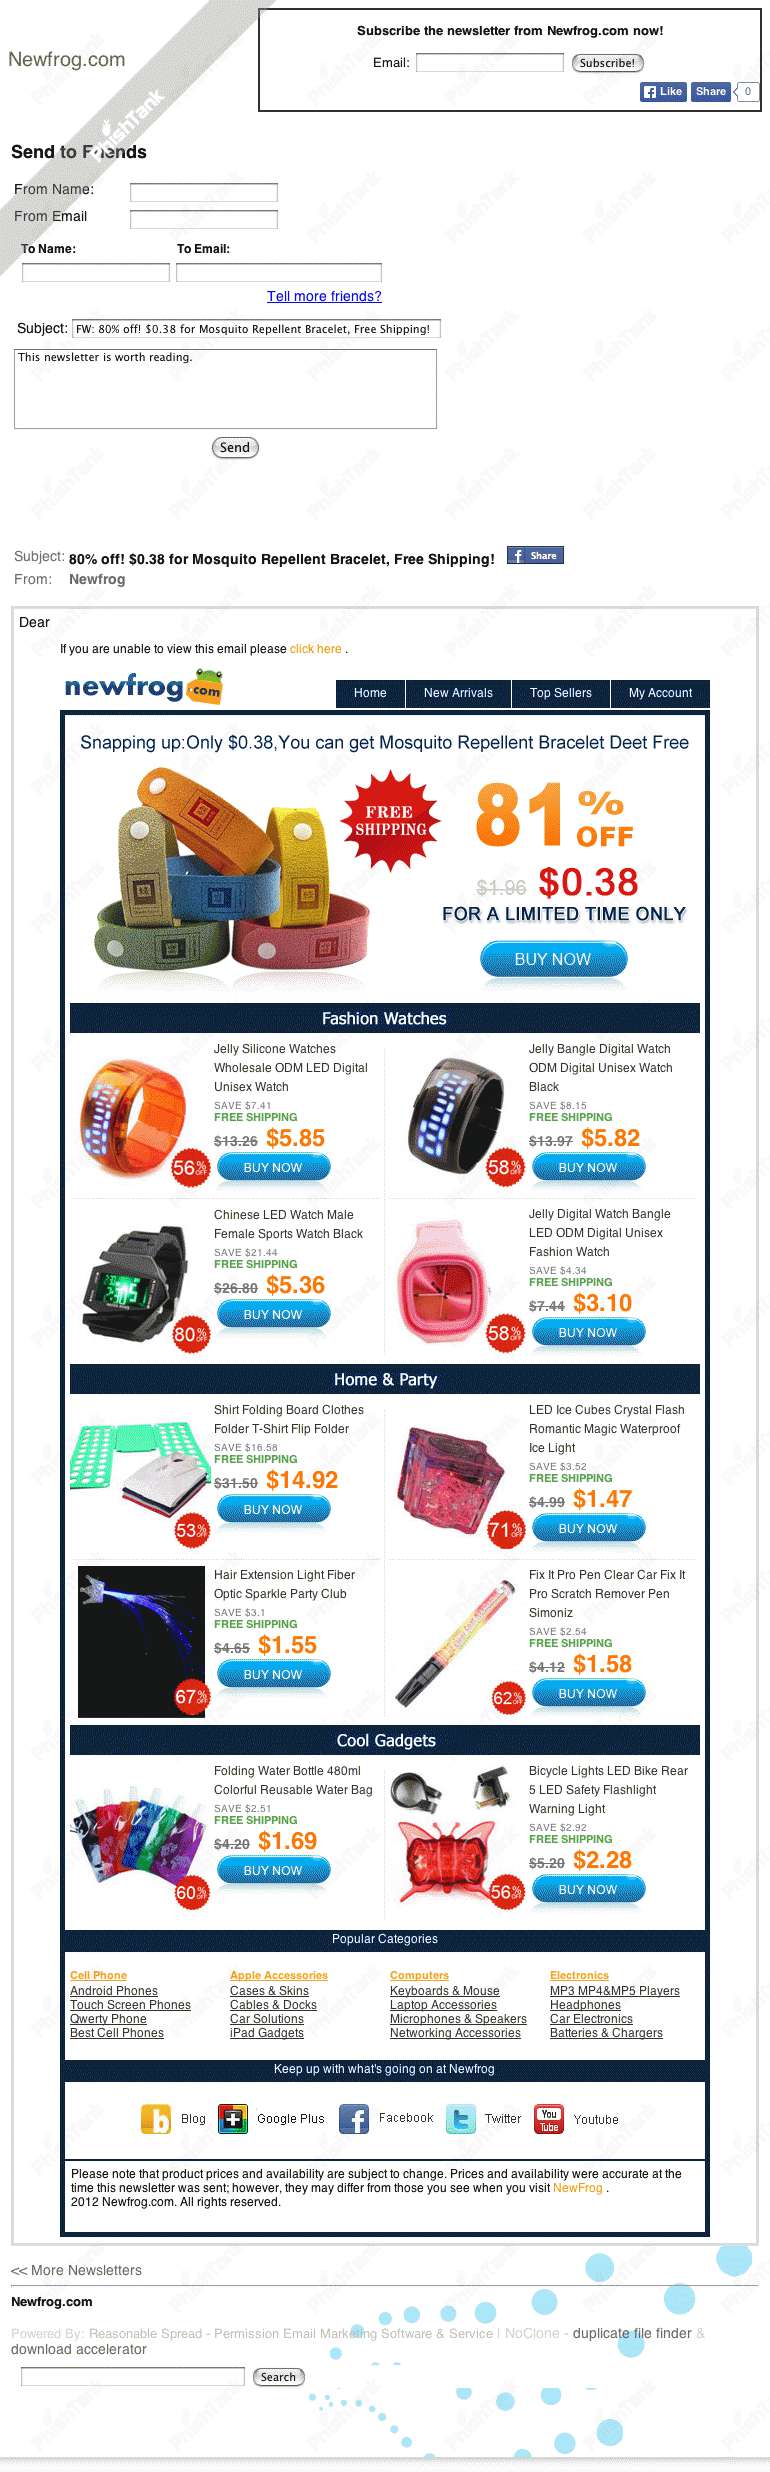 Subscribe the newsletter from Newfrog.com now!
Newfrog.com
Email:
Subscribe!
Like
Share
0
PhishTank
Send to Friends
From Name:
From Email
To Name: To Email:
Tell more friends?
Subject: FW: 80% off! $0.38 for Mosquito Repellent Bracelet, Free Shipping!
This newsletter is worth reading.
Send
Subject: 80% off! $0.38 for Mosquito Repellent Bracelet, Free Shipping! Share
From: Newfrog
Dear
If you are unable to view this email please click here .
newfrog.com
Home New Arrivals Top Sellers My Account
Snapping up:Only $0.38,You can get Mosquito Repellent Bracelet Deet Free
FREE
SHIPPING
81%
OFF
$1.96 $0.38
FOR A LIMITED TIME ONLY
BUY NOW
Fashion Watches
Jelly Silicone Watches
Wholesale ODM LED Digital
Unisex Watch
SAVE $7.41
FREE SHIPPING
$13.26 $5.85
56% OFF
BUY NOW
Jelly Bangle Digital Watch
ODM Digital Unisex Watch
Black
SAVE $8.15
FREE SHIPPING
$13.97 $5.82
58% OFF
BUY NOW
Chinese LED Watch Male
Female Sports Watch Black
SAVE $21.44
FREE SHIPPING
$26.80 $5.36
BUY NOW
80% OFF
Jelly Digital Watch Bangle
LED ODM Digital Unisex
Fashion Watch
SAVE $4.34
FREE SHIPPING
$7.44 $3.10
58% OFF
BUY NOW
Home & Party
Shirt Folding Board Clothes
Folder T-Shirt Flip Folder
SAVE $16.58
FREE SHIPPING
$31.50 $14.92
BUY NOW
53% OFF
LED Ice Cubes Crystal Flash
Romantic Magic Waterproof
Ice Light
SAVE $3.52
FREE SHIPPING
$4.99 $1.47
71% OFF
BUY NOW
Hair Extension Light Fiber
Optic Sparkle Party Club
SAVE $3.1
FREE SHIPPING
$4.65 $1.55
BUY NOW
67% OFF
Fix It Pro Pen Clear Car Fix It
Pro Scratch Remover Pen
Simoniz
SAVE $2.54
FREE SHIPPING
$4.12 $1.58
62% OFF
BUY NOW
Cool Gadgets
Folding Water Bottle 480ml
Colorful Reusable Water Bag
SAVE $2.51
FREE SHIPPING
$4.20 $1.69
BUY NOW
60% OFF
Bicycle Lights LED Bike Rear
5 LED Safety Flashlight
Warning Light
SAVE $2.92
FREE SHIPPING
$5.20 $2.28
56% OFF
BUY NOW
Popular Categories
Cell Phone Apple Accessories Computers Electronics
Android Phones Cases & Skins Keyboards & Mouse MP3 MP4&MP5 Players
Touch Screen Phones Cables & Docks Laptop Accessories Headphones
Qwerty Phone Car Solutions Microphones & Speakers Car Electronics
Best Cell Phones iPad Gadgets Networking Accessories Batteries & Chargers
Keep up with what's going on at Newfrog
Blog Google Plus Facebook Twitter You Tube Youtube
Please note that product prices and availability are subject to change. Prices and availability were accurate at the
time this newsletter was sent; however, they may differ from those you see when you visit NewFrog .
2012 Newfrog.com. All rights reserved.
<< More Newsletters
Newfrog.com
Powered By: Reasonable Spread - Permission Email Marketing Software & Service | NoClone - duplicate file finder &
download accelerator
Search